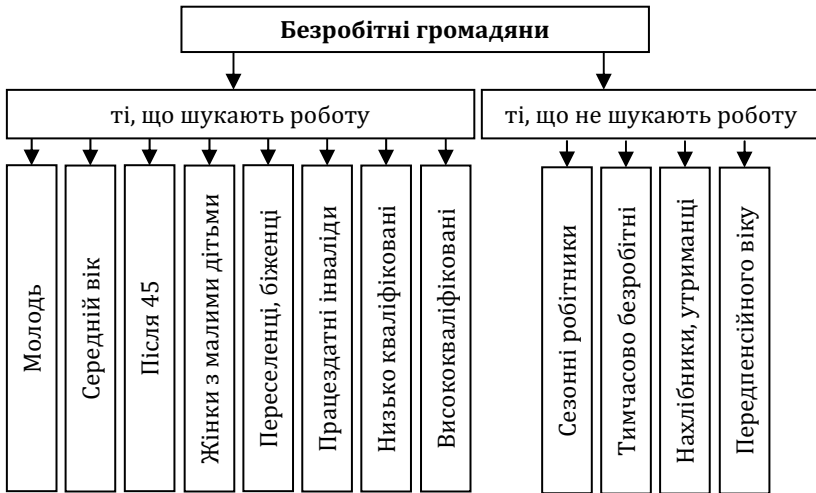 Безробітні громадяни
ті, що шукають роботу
ті, що не шукають роботу
Молодь
Середній вік
Після 45
Жінки з малими дітьми
Переселенці, біженці
Працездатні інваліди
Низько кваліфіковані
Висококваліфіковані
Сезонні робітники
Тимчасово безробітні
Нахлібники, утриманці
Передпенсійного віку